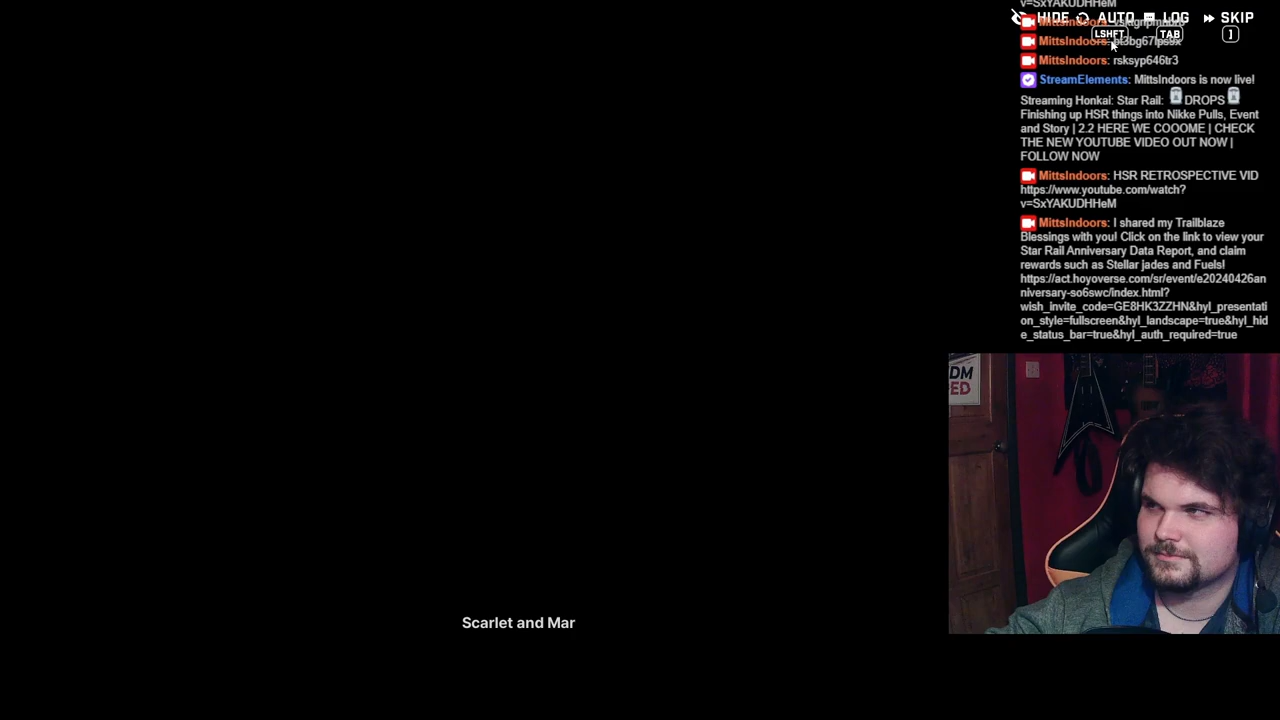 v=SxYAKUDHHeM
HIDE AUTO LOG SKIP
LSHFT TAB ]
MittsIndoors:
MittsIndoors:
MittsIndoors: rsksyp646tr3
StreamElements: MittsIndoors is now live!
Streaming Honkai: Star Rail: DROPS
Finishing up HSR things into Nikke Pulls, Event
and Story | 2.2 HERE WE COOOME | CHECK
THE NEW YOUTUBE VIDEO OUT NOW |
FOLLOW NOW
MittsIndoors: HSR RETROSPECTIVE VID
https://www.youtube.com/watch?
v=SxYAKUDHHeM
MittsIndoors: I shared my Trailblaze
Blessings with you! Click on the link to view your
Star Rail Anniversary Data Report, and claim
rewards such as Stellar jades and Fuels!
https://act.hoyoverse.com/sr/event/e20240426an
niversary-so6swc/index.html?
wish_invite_code=GE8HK3ZZHN&hyl_presentati
on_style=fullscreen&hyl_landscape=true&hyl_hid
e_status_bar=true&hyl_auth_required=true
DM
ED
Scarlet and Mar